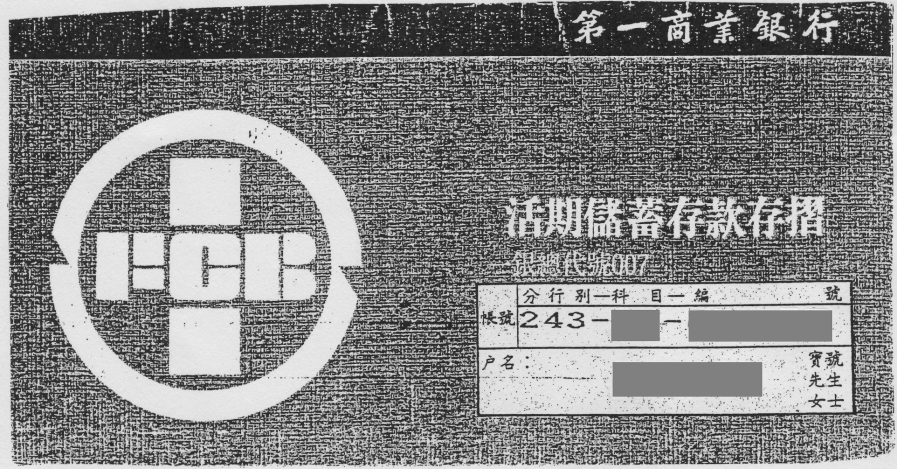 第一商業銀行
FCB
活期儲蓄存款存摺
銀總代號007
分行別—科目—編號
帳號 243- -
戶名：
寶號
先生
女士